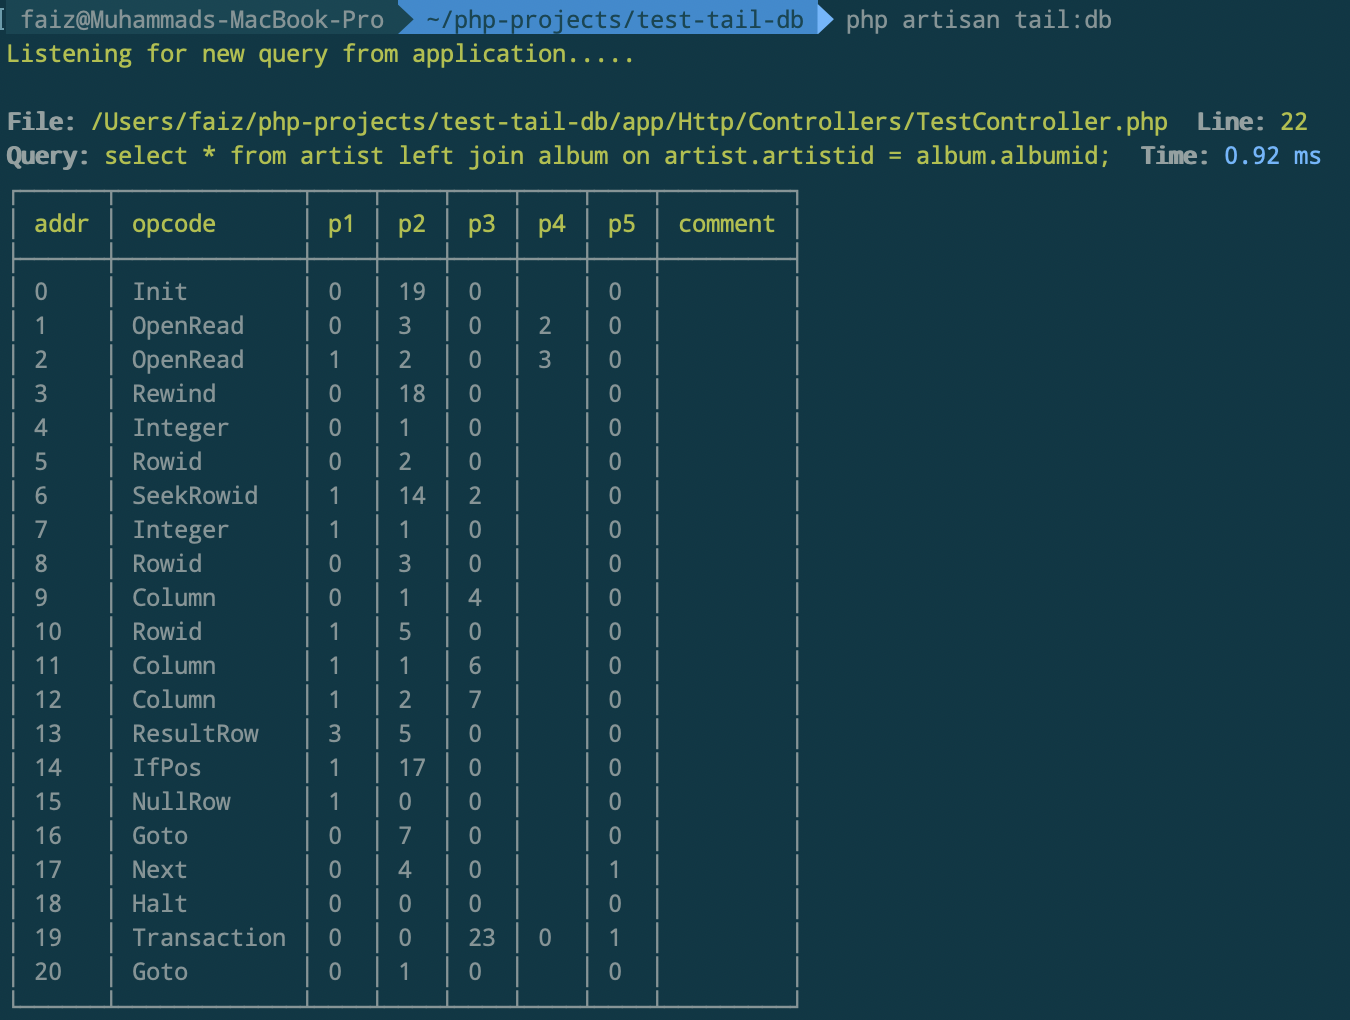 faiz@Muhammads-MacBook-Pro ~/php-projects/test-tail-db php artisan tail:db
Listening for new query from application.....
File: /Users/faiz/php-projects/test-tail-db/app/Http/Controllers/TestController.php Line: 22
Query: select * from artist left join album on artist.artistid = album.albumid; Time: 0.92 ms
addr opcode p1 p2 p3 p4 p5 comment
0 Init 0 19 0 0
1 OpenRead 0 3 0 2 0
2 OpenRead 1 2 0 3 0
3 Rewind 0 18 0 0
4 Integer 0 1 0 0
5 Rowid 0 2 0 0
6 SeekRowid 1 14 2 0
7 Integer 1 1 0 0
8 Rowid 0 3 0 0
9 Column 0 1 4 0
10 Rowid 1 5 0 0
11 Column 1 1 6 0
12 Column 1 2 7 0
13 ResultRow 3 5 0 0
14 IfPos 1 17 0 0
15 NullRow 1 0 0 0
16 Goto 0 7 0 0
17 Next 0 4 0 1
18 Halt 0 0 0 0
19 Transaction 0 0 23 0 1
20 Goto 0 1 0 0